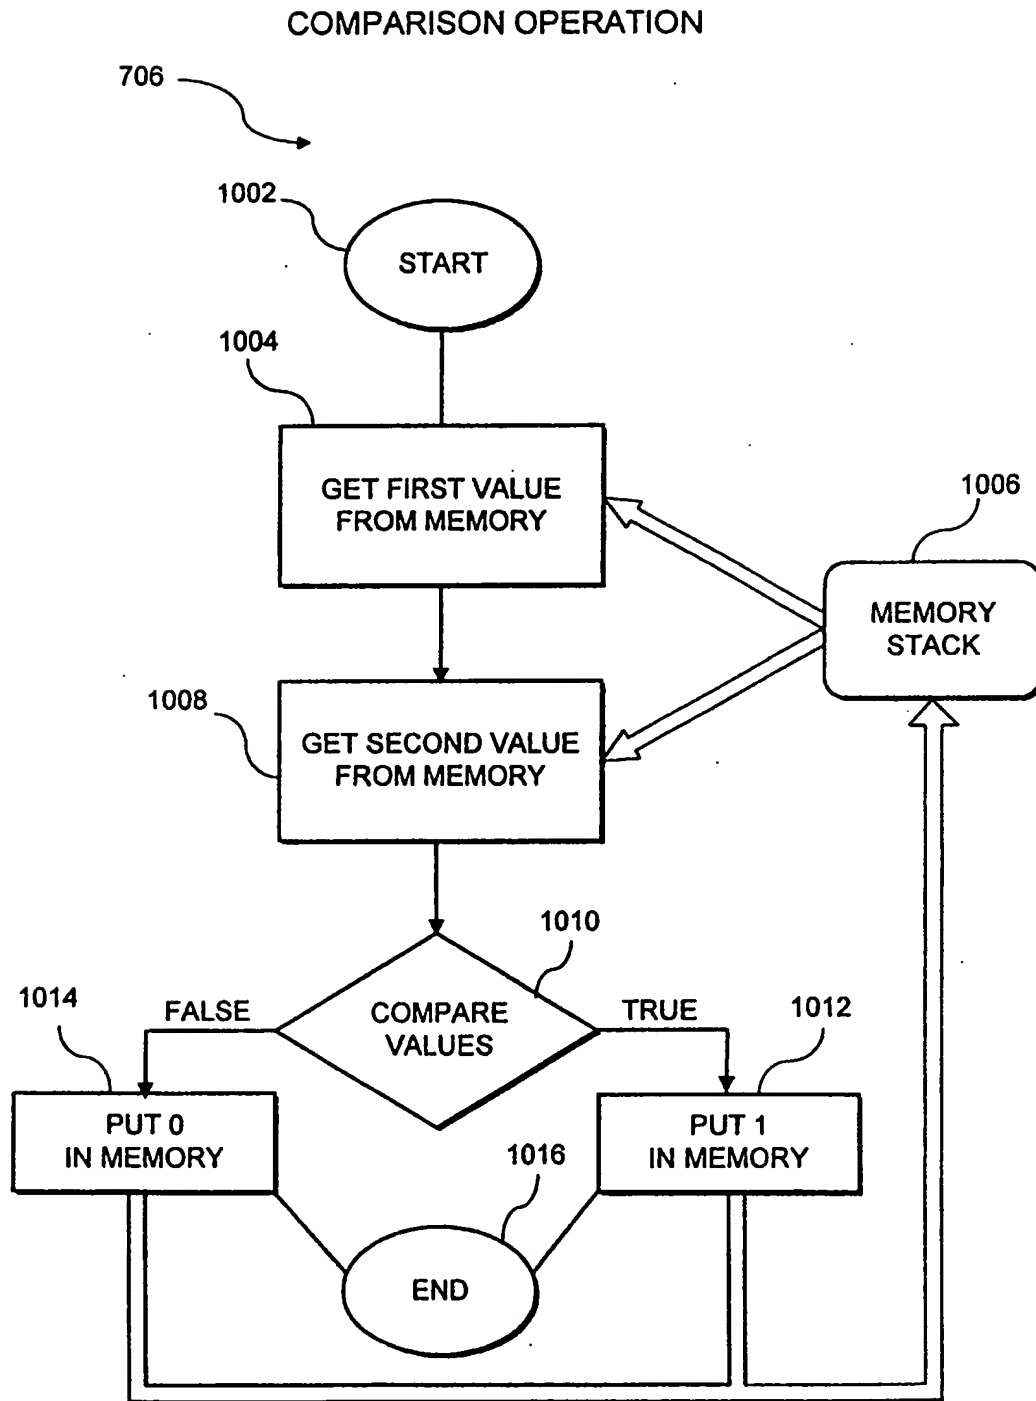 COMPARISON OPERATION
706
1002
START
1004
GET FIRST VALUE
FROM MEMORY
1006
MEMORY
STACK
1008
GET SECOND VALUE
FROM MEMORY
1010
COMPARE
VALUES
FALSE
TRUE
1014
1012
PUT 0
IN MEMORY
PUT 1
IN MEMORY
1016
END